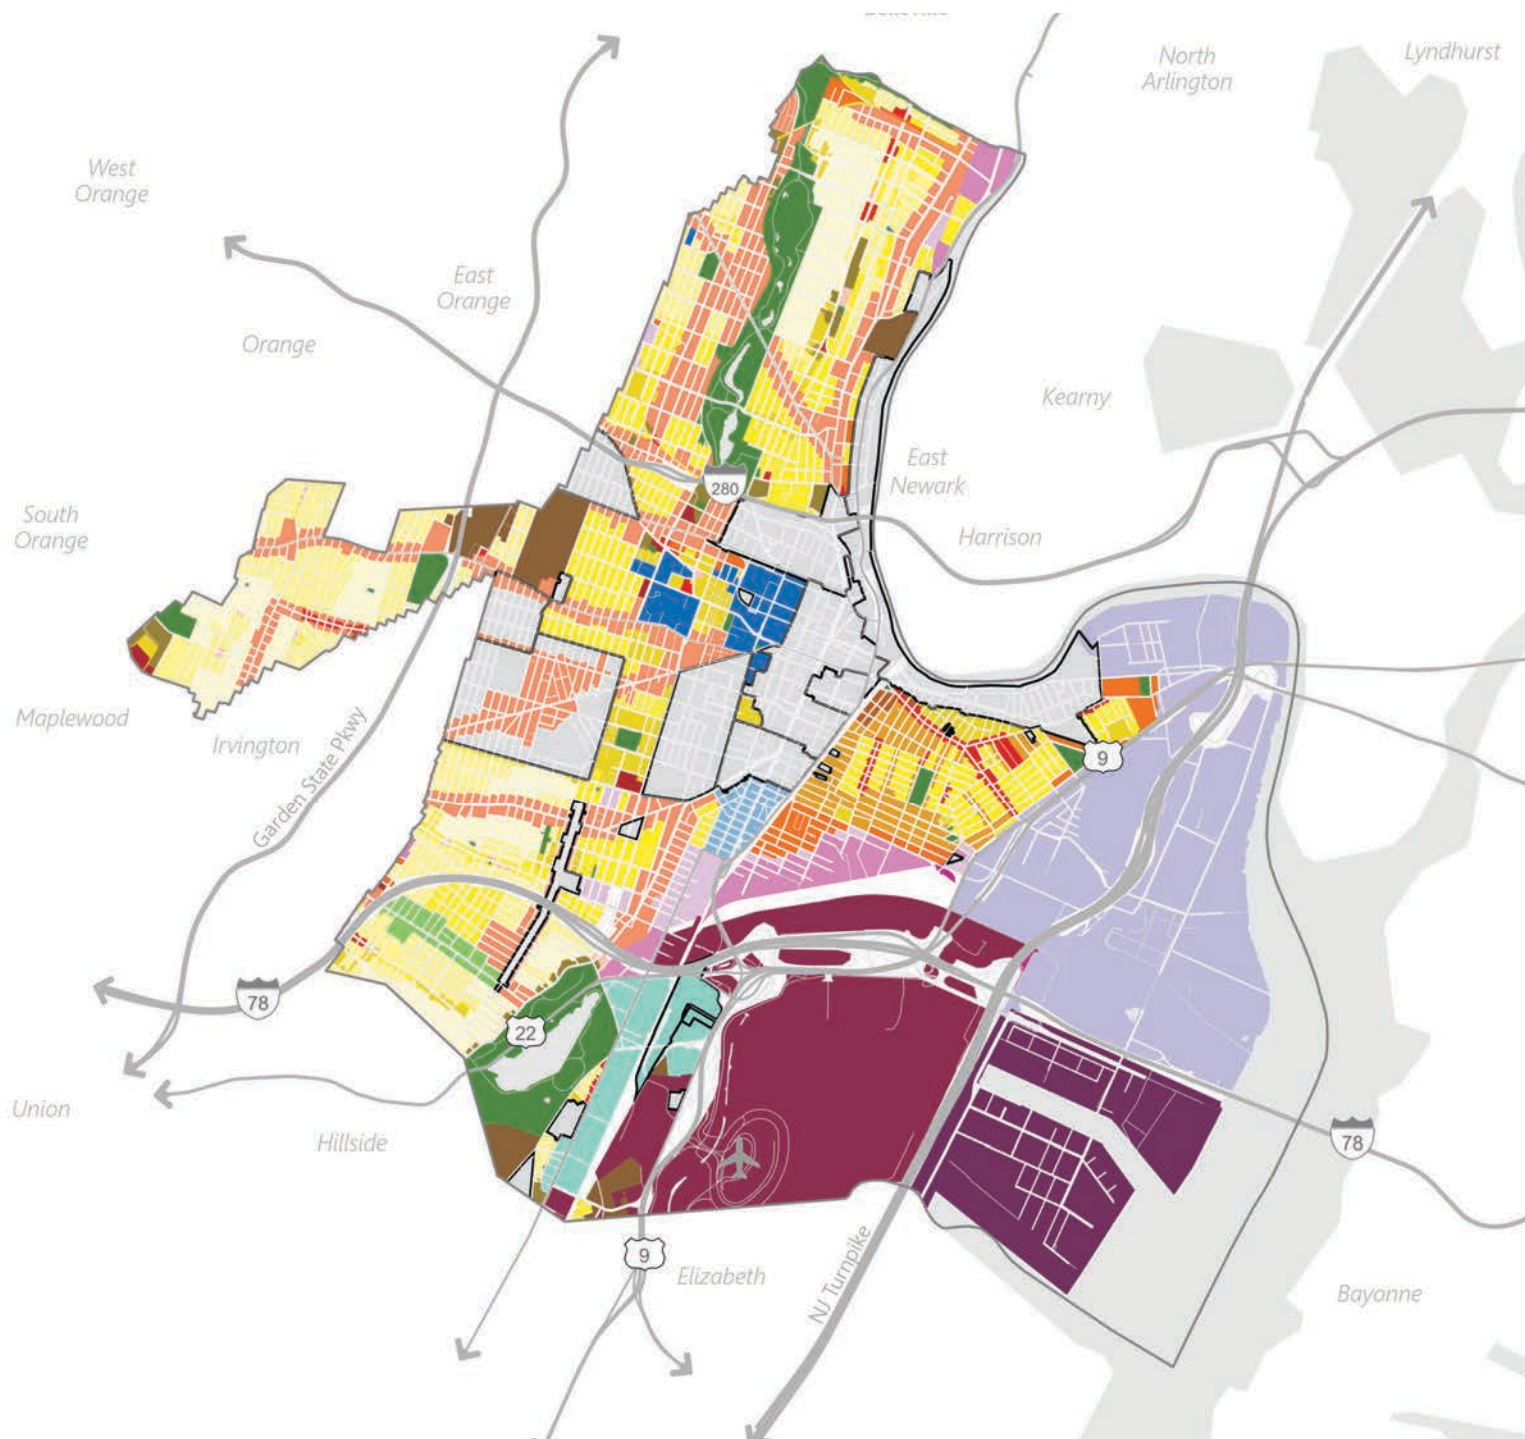 North
Arlington
Lyndhurst
West
Orange
East
Orange
Orange
Kearny
East
Newark
280
South
Orange
Harrison
Maplewood
Irvington
Garden State Pkwy
9
78
22
Union
Hillside
78
9
Elizabeth
NJ Turnpike
Bayonne